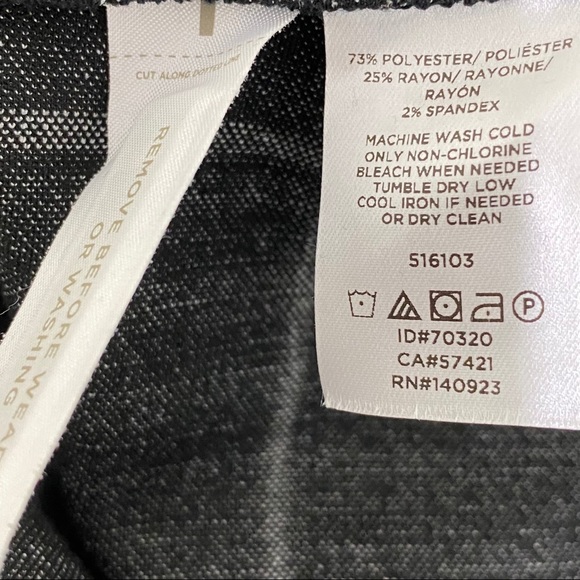 CUT ALONG DOTTED LINE
REMOVE BEFORE WEAR
OR WASHING
73% POLYESTER/ POLIÉSTER
25% RAYON/ RAYONNE/
RAYÓN
2% SPANDEX
MACHINE WASH COLD
ONLY NON-CHLORINE
BLEACH WHEN NEEDED
TUMBLE DRY LOW
COOL IRON IF NEEDED
OR DRY CLEAN
516103
P
ID#70320
CA#57421
RN#140923